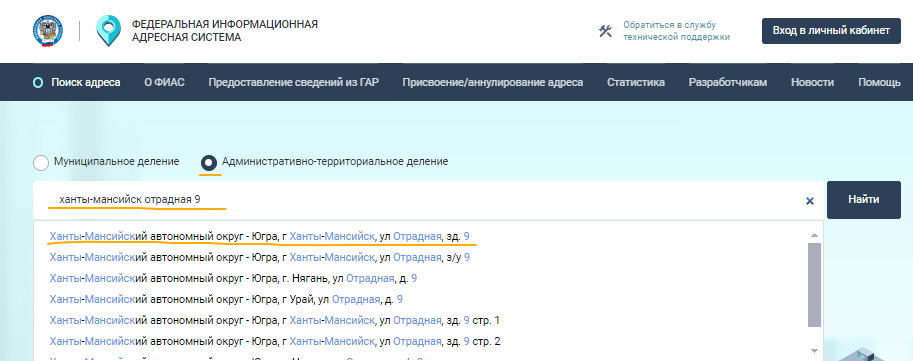 ФЕДЕРАЛЬНАЯ ИНФОРМАЦИОННАЯ
АДРЕСНАЯ СИСТЕМА
Обратиться в службу
технической поддержки
Вход в личный кабинет
Поиск адреса О ФИАС Предоставление сведений из ГАР Присвоение/аннулирование адреса Статистика Разработчикам Новости Помощь
Муниципальное деление Административно-территориальное деление
ханты-мансийск отрадная 9 × Найти
Ханты-Мансийский автономный округ - Югра, г Ханты-Мансийск, ул Отрадная, зд. 9
Ханты-Мансийский автономный округ - Югра, г Ханты-Мансийск, ул Отрадная, з/у 9
Ханты-Мансийский автономный округ - Югра, г. Нягань, ул Отрадная, д. 9
Ханты-Мансийский автономный округ - Югра, г Урай, ул Отрадная, д. 9
Ханты-Мансийский автономный округ - Югра, г Ханты-Мансийск, ул Отрадная, зд. 9 стр. 1
Ханты-Мансийский автономный округ - Югра, г Ханты-Мансийск, ул Отрадная, зд. 9 стр. 2